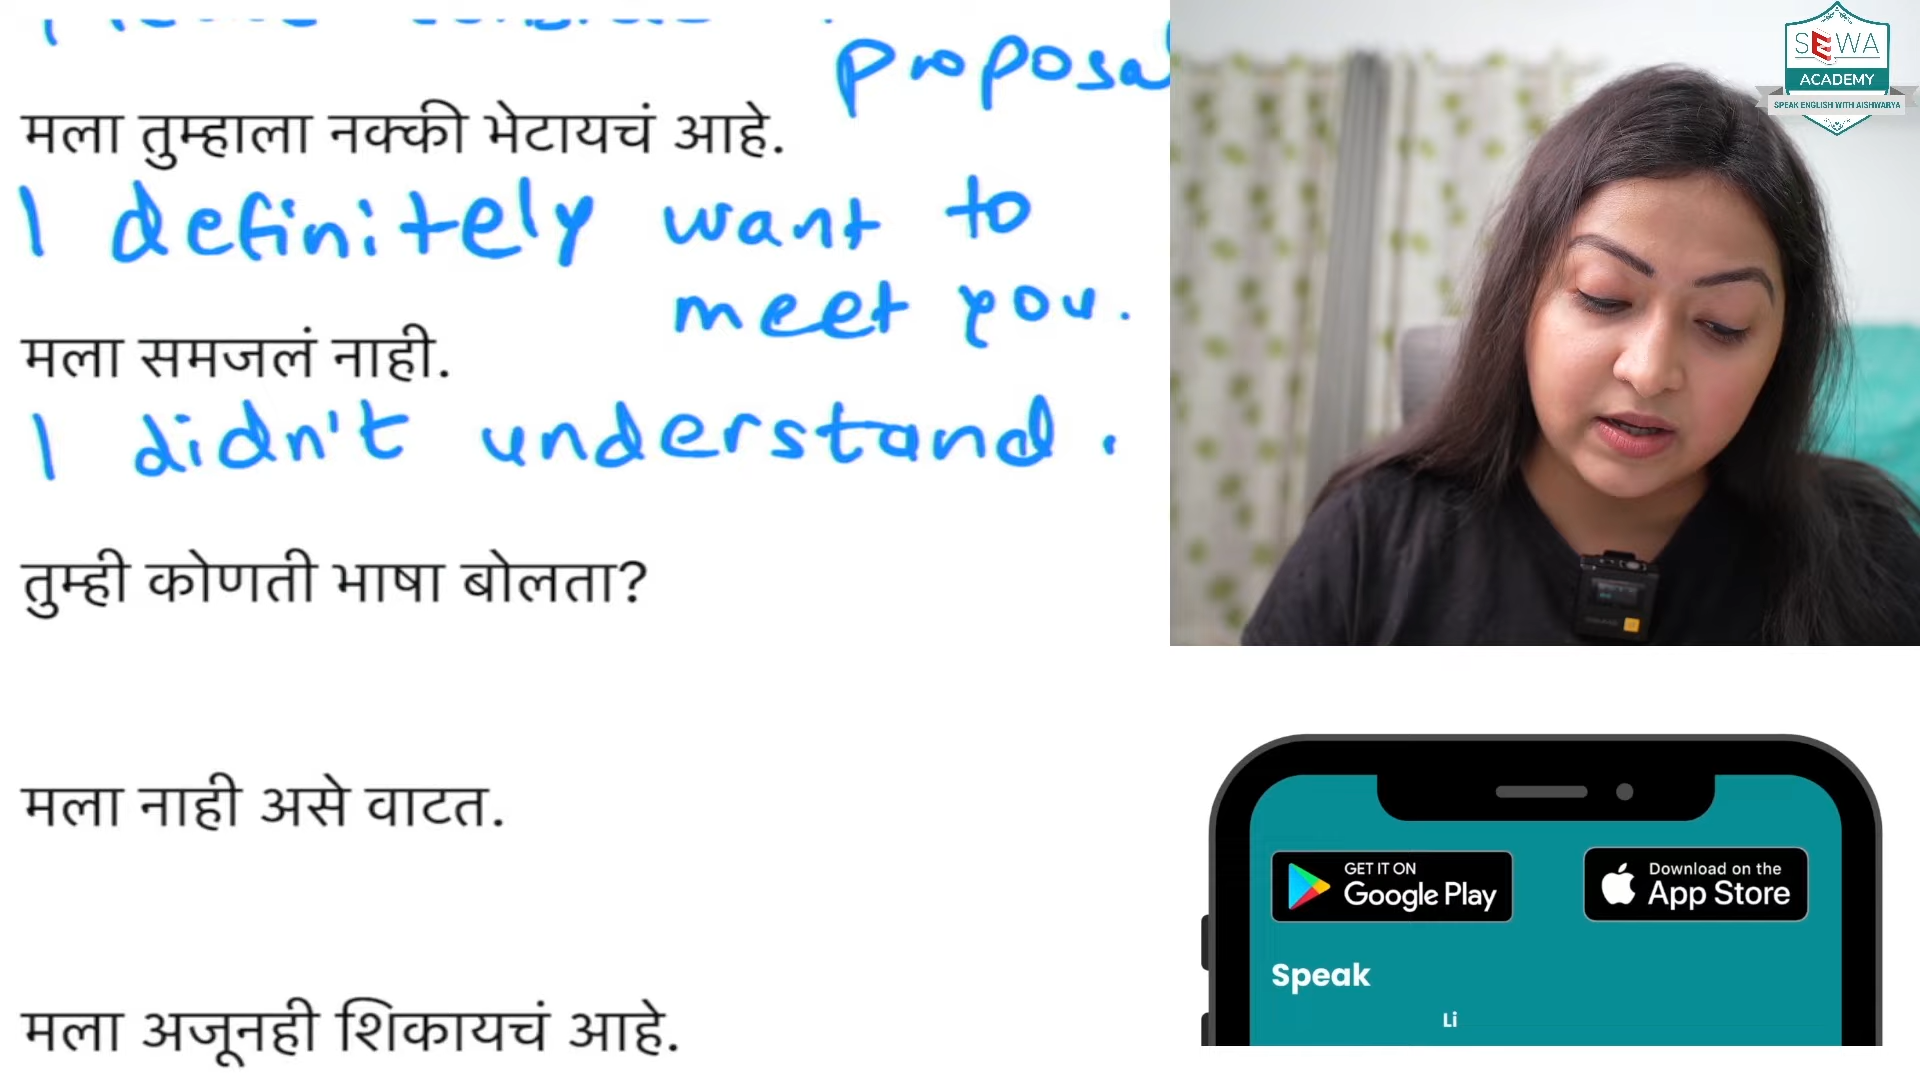 proposal
मला तुम्हाला नक्की भेटायचं आहे.
I definitely want to
meet you.
मला समजलं नाही.
I didn't understand.
तुम्ही कोणती भाषा बोलता?
मला नाही असे वाटत.
मला अजूनही शिकायचं आहे.
SEWA
ACADEMY
SPEAK ENGLISH WITH AISHWARYA
GET IT ON
Google Play
Download on the
App Store
Speak
Li